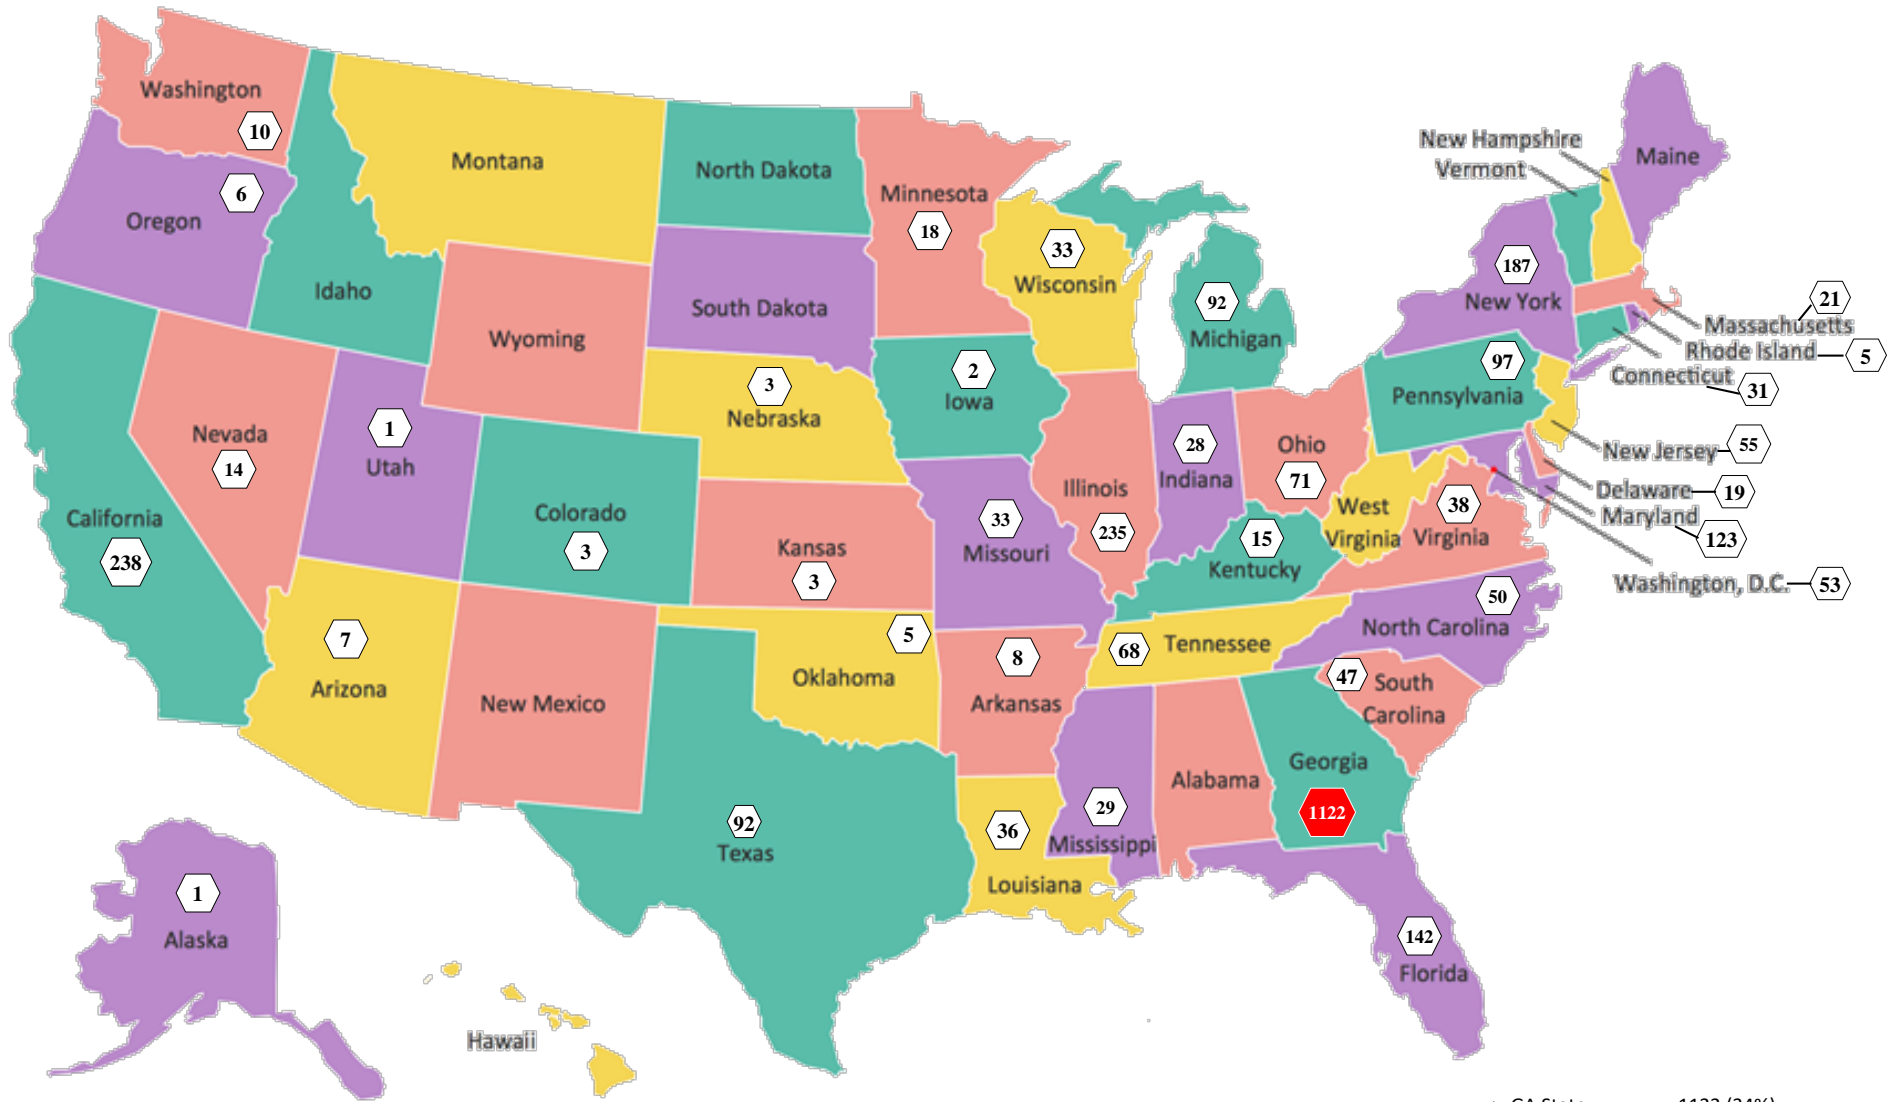 Washington
10
Montana
North Dakota
Minnesota
18
New Hampshire
Vermont
Maine
Oregon
6
Idaho
Wyoming
South Dakota
33
Wisconsin
92
Michigan
187
New York
21
Massachusetts
Rhode Island
5
Connecticut
31
97
Pennsylvania
3
Nebraska
2
Iowa
Nevada
14
1
Utah
Colorado
3
Kansas
3
33
Missouri
Illinois
235
28
Indiana
Ohio
71
West
Virginia
38
Virginia
New Jersey
55
Delaware
19
Maryland
123
Washington, D.C.
53
California
238
15
Kentucky
50
North Carolina
68
Tennessee
47
South
Carolina
7
Arizona
New Mexico
5
Oklahoma
8
Arkansas
92
Texas
36
Louisiana
29
Mississippi
Alabama
Georgia
1122
142
Florida
1
Alaska
Hawaii